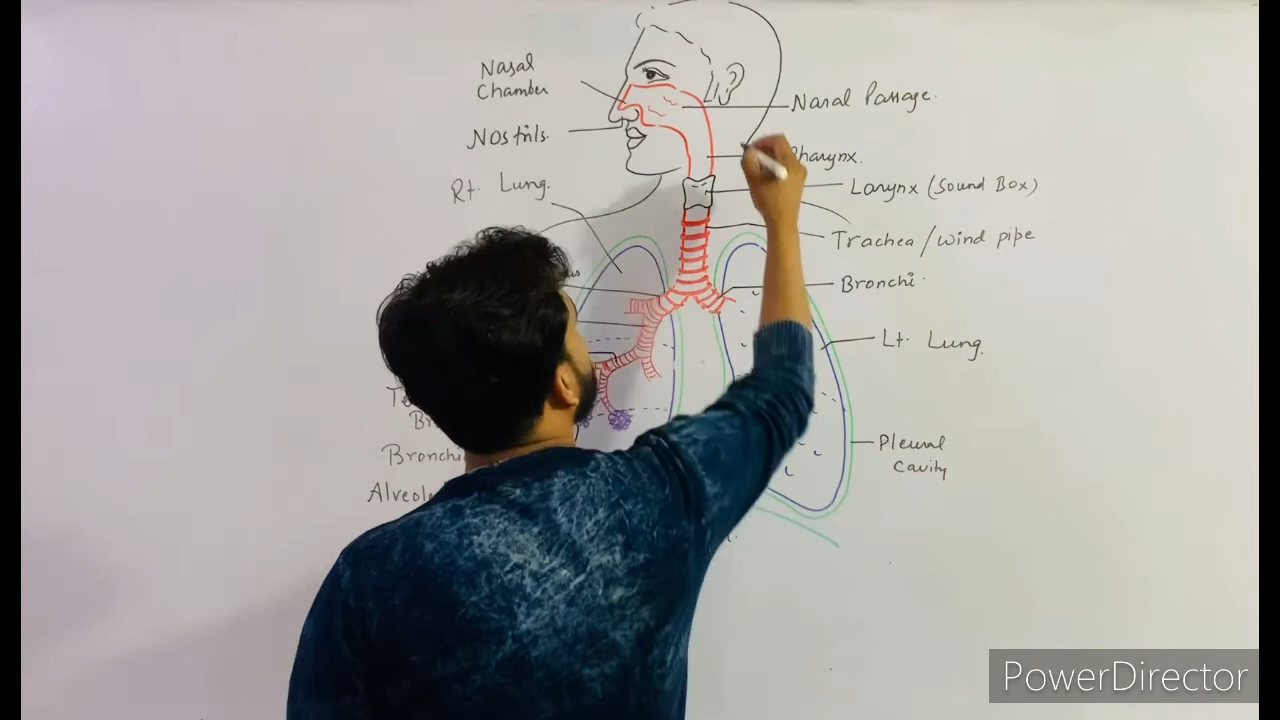 Nasal
Chamber
Nasal Passage.
Nostrils.
Pharynx.
Rt. Lung.
Larynx (Sound Box)
Trachea / Wind pipe
Bronchi.
Lt. Lung.
Pleural
Cavity
PowerDirector